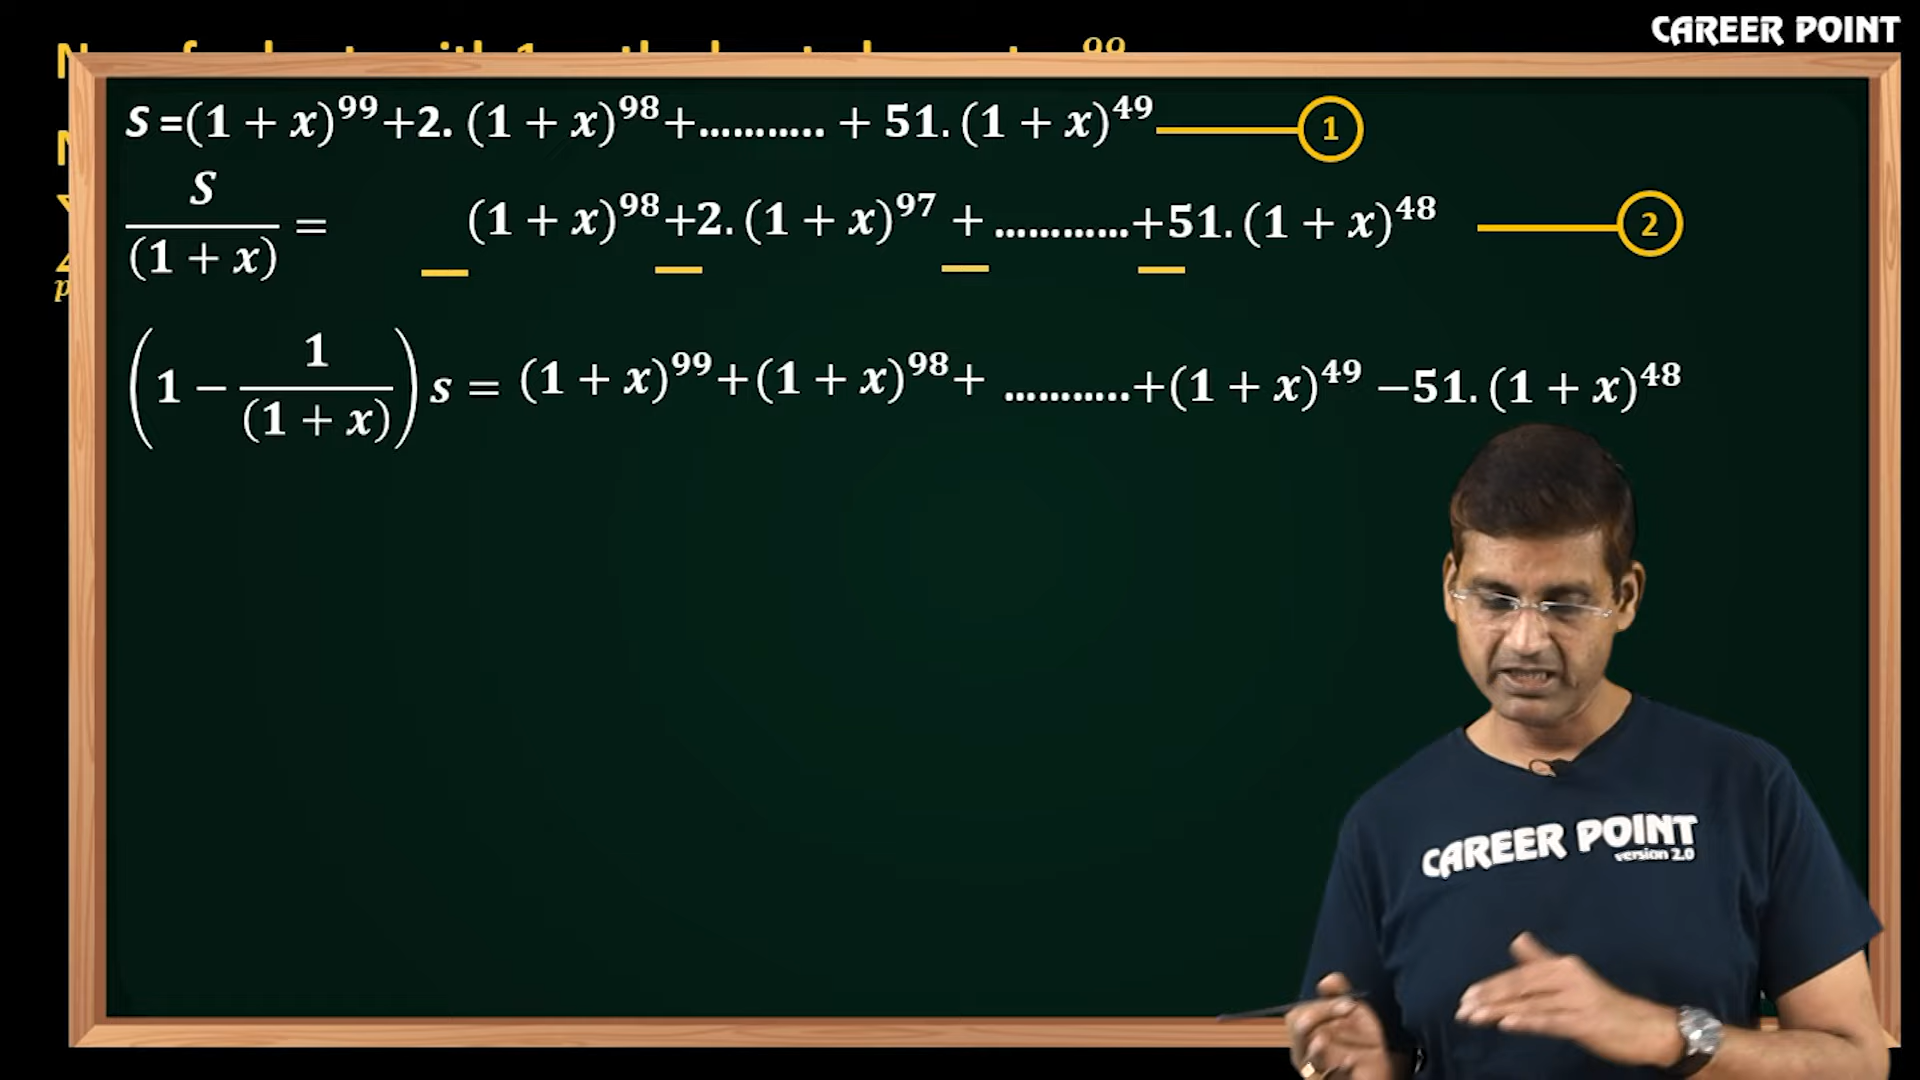 CAREER POINT
S =(1 + x)^99+2. (1 + x)^98+........... + 51. (1 + x)^49 1
S/(1 + x) = (1 + x)^98+2. (1 + x)^97 + .............+51. (1 + x)^48 2
(1 − 1/(1 + x)) s = (1 + x)^99+(1 + x)^98+ ...........+(1 + x)^49 −51. (1 + x)^48
CAREER POINT
version 2.0